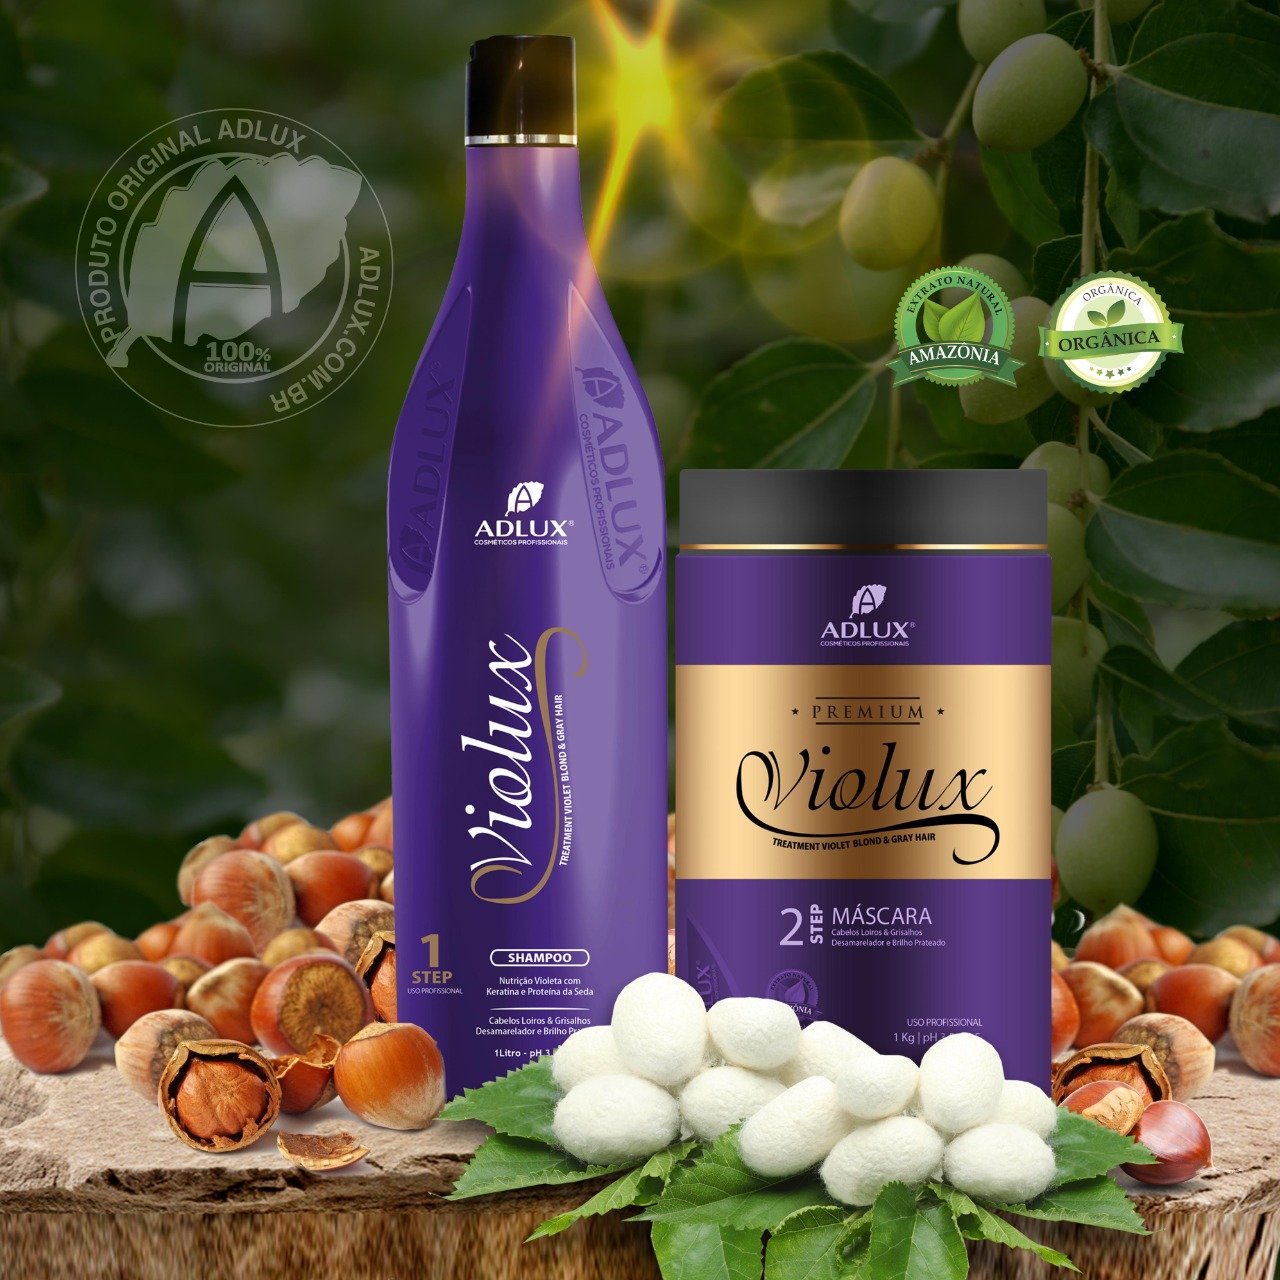 PRODUTO ORIGINAL ADLUX
ADLUX.COM.BR
A
100%
ORIGINAL
EXTRATO NATURAL
AMAZÔNIA
ORGÂNICA
ORGÂNICA
ADLUX
ADLUX
COSMÉTICOS PROFISSIONAIS
ADLUX®
COSMÉTICOS PROFISSIONAIS
Violux
TREATMENT VIOLET BLOND & GRAY HAIR
1
STEP
USO PROFISSIONAL
SHAMPOO
Nutrição Violeta com
Keratina e Proteína da Seda
Cabelos Loiros & Grisalhos
Desamarelador e Brilho
1Litro - pH
ADLUX®
COSMÉTICOS PROFISSIONAIS
PREMIUM
Violux
TREATMENT VIOLET BLOND & GRAY HAIR
2 STEP MÁSCARA
Cabelos Loiros & Grisalhos
Desamarelador e Brilho Prateado
USO PROFISSIONAL
1 Kg | pH